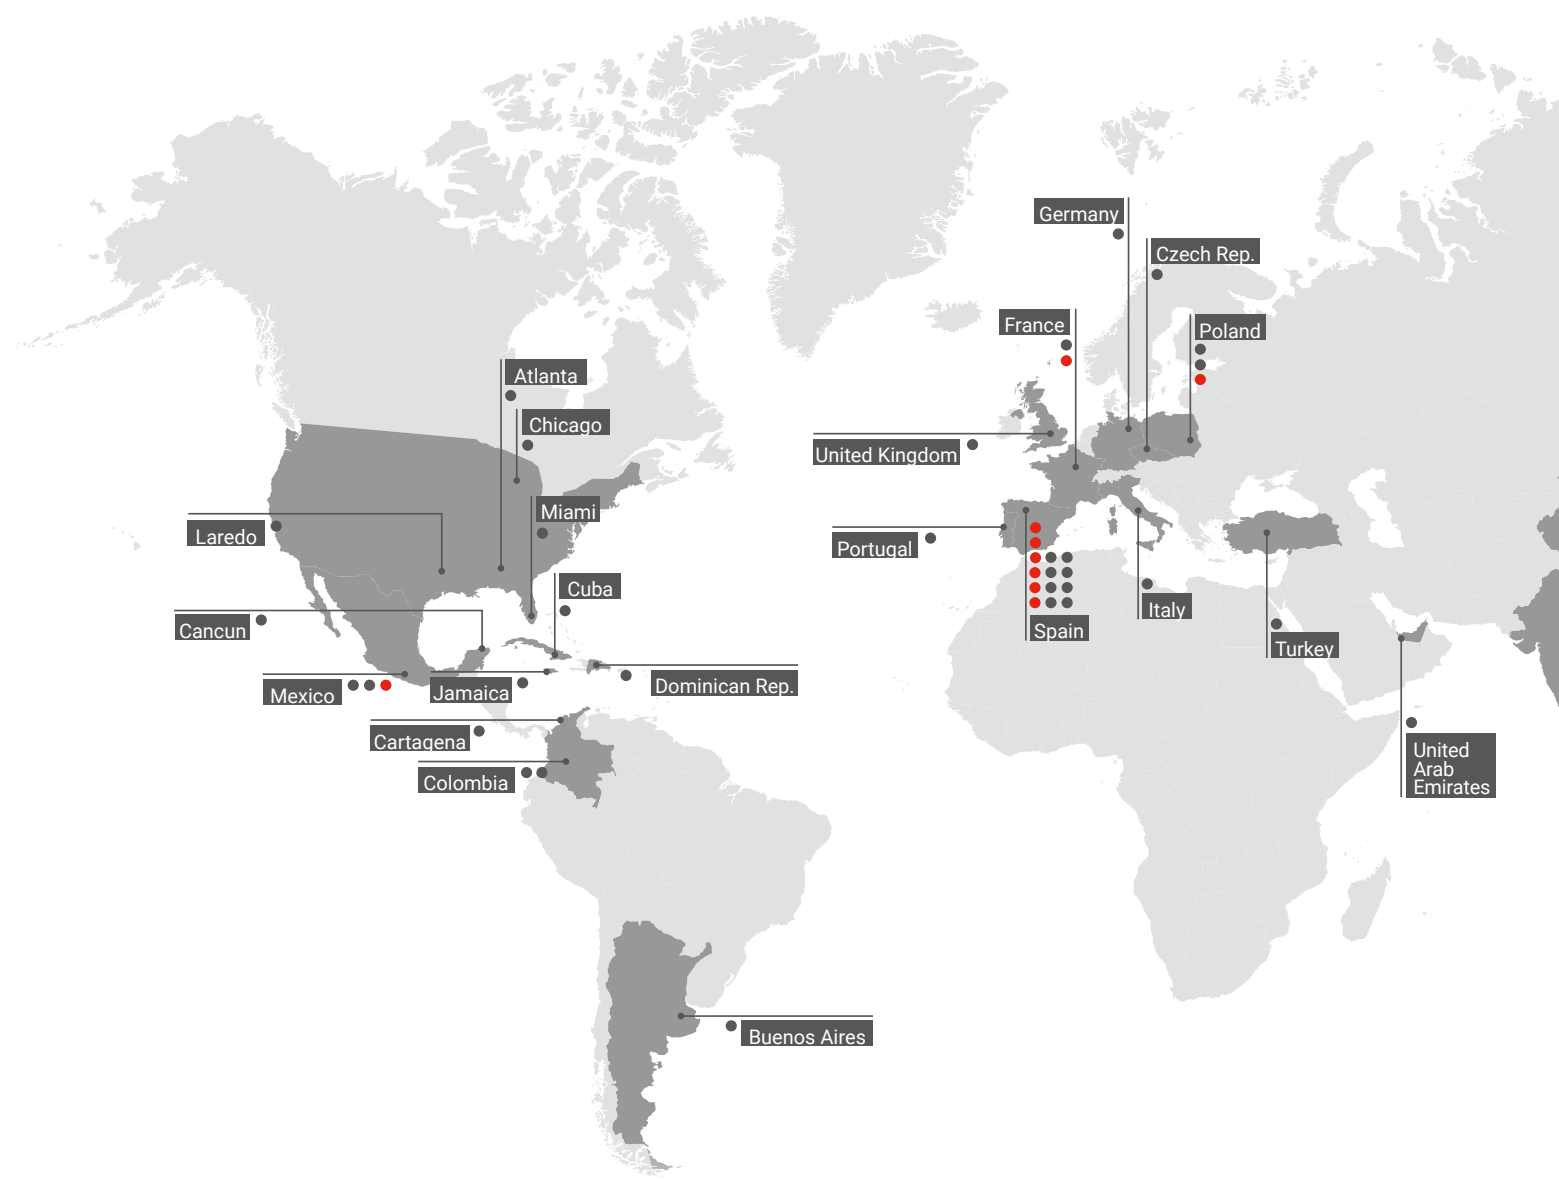 Germany
Czech Rep.
France
Poland
Atlanta
Chicago
United Kingdom
Miami
Laredo
Portugal
Cuba
Italy
Cancun
Spain
Turkey
Mexico
Jamaica
Dominican Rep.
Cartagena
Colombia
United
Arab
Emirates
Buenos Aires